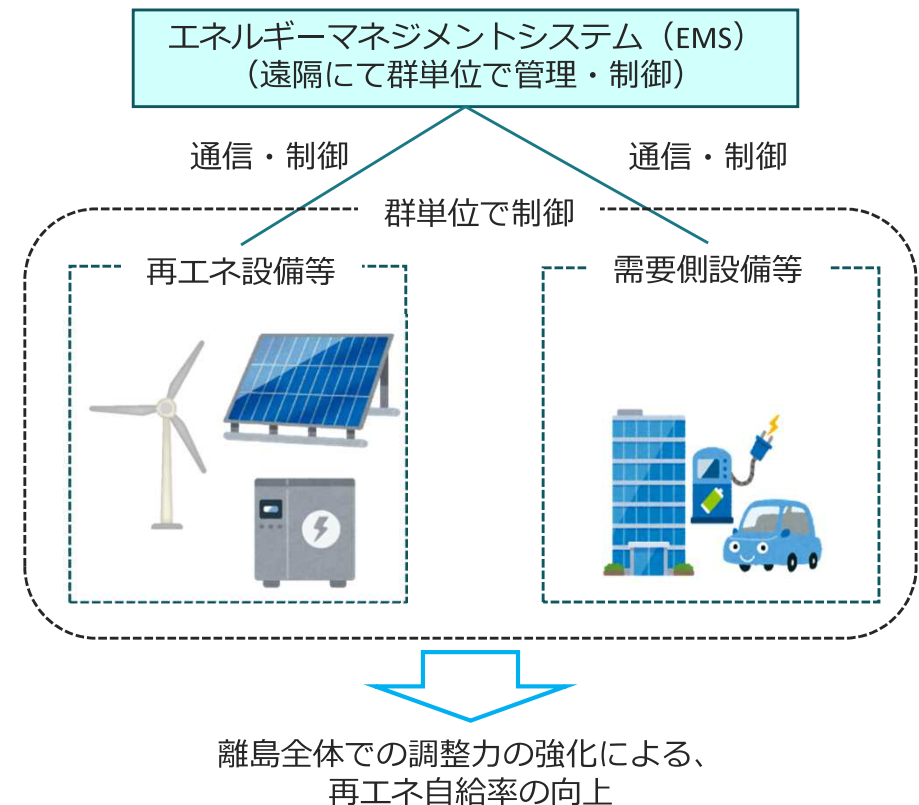 エネルギーマネジメントシステム（EMS）
（遠隔にて群単位で管理・制御）
通信・制御
通信・制御
群単位で制御
再エネ設備等
需要側設備等
離島全体での調整力の強化による、
再エネ自給率の向上